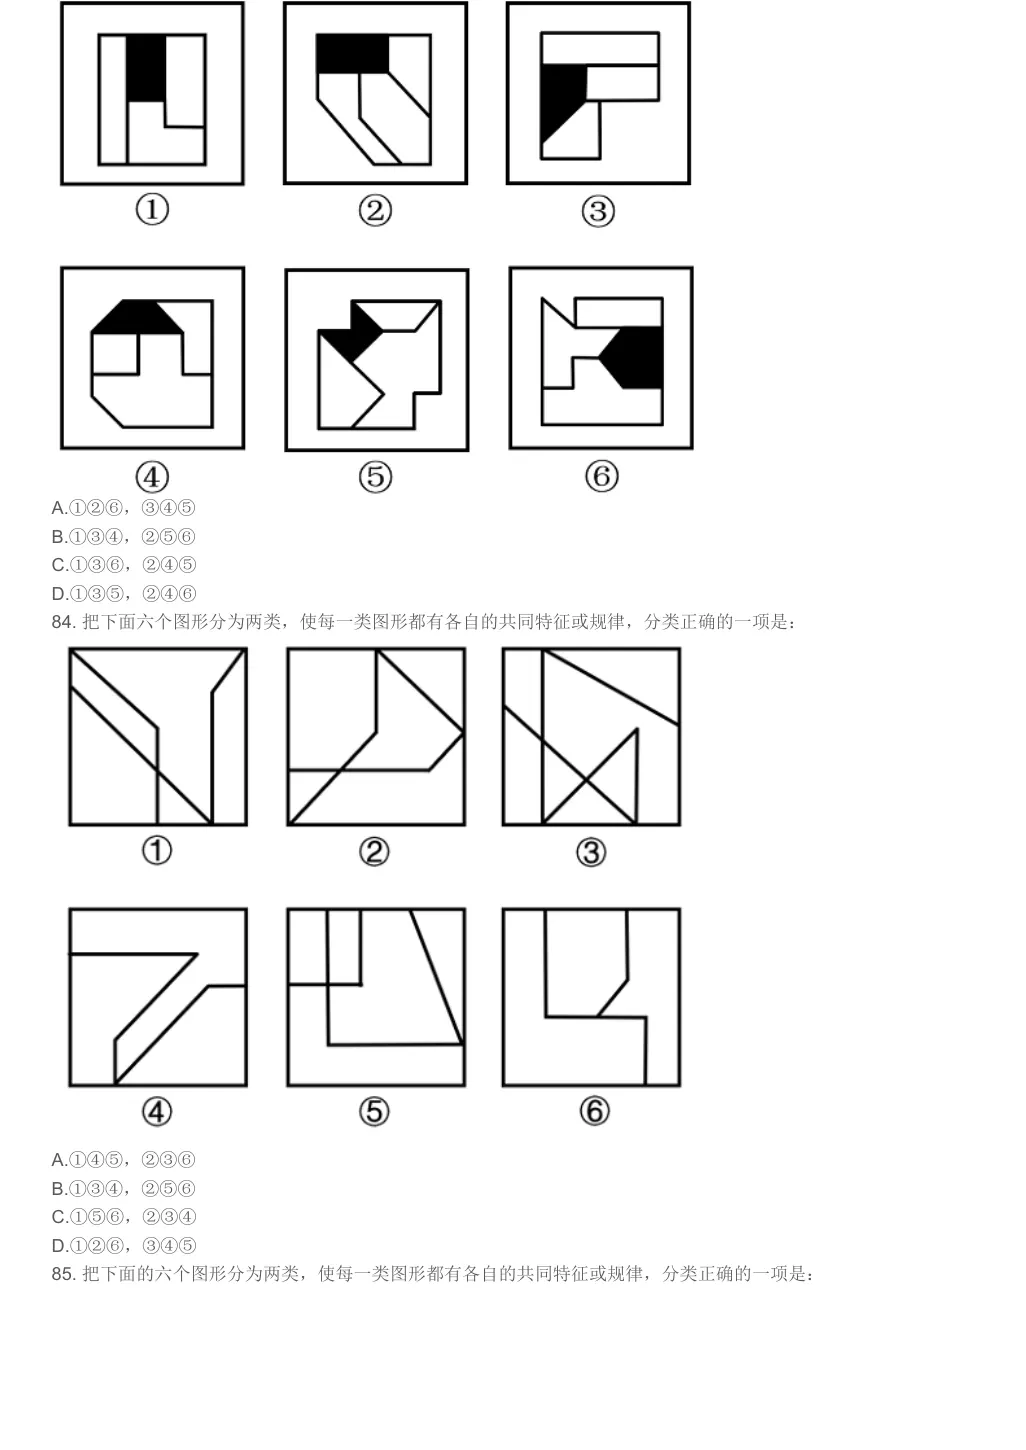 ① ② ③
④ ⑤ ⑥
A.①②⑥，③④⑤
B.①③④，②⑤⑥
C.①③⑥，②④⑤
D.①③⑤，②④⑥
84. 把下面六个图形分为两类，使每一类图形都有各自的共同特征或规律，分类正确的一项是：
① ② ③
④ ⑤ ⑥
A.①④⑤，②③⑥
B.①③④，②⑤⑥
C.①⑤⑥，②③④
D.①②⑥，③④⑤
85. 把下面的六个图形分为两类，使每一类图形都有各自的共同特征或规律，分类正确的一项是：